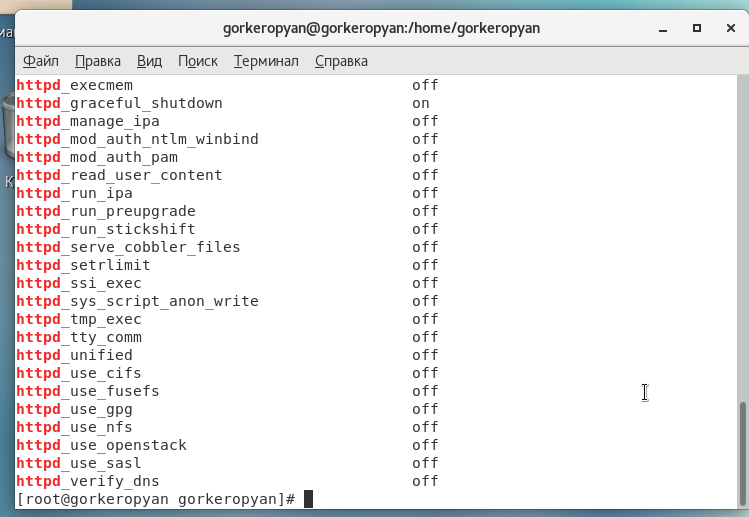 gorkeropyan@gorkeropyan:/home/gorkeropyan
Файл Правка Вид Поиск Терминал Справка
httpd_execmem off
httpd_graceful_shutdown on
httpd_manage_ipa off
httpd_mod_auth_ntlm_winbind off
httpd_mod_auth_pam off
httpd_read_user_content off
httpd_run_ipa off
httpd_run_preupgrade off
httpd_run_stickshift off
httpd_serve_cobbler_files off
httpd_setrlimit off
httpd_ssi_exec off
httpd_sys_script_anon_write off
httpd_tmp_exec off
httpd_tty_comm off
httpd_unified off
httpd_use_cifs off
httpd_use_fusefs off
httpd_use_gpg off
httpd_use_nfs off
httpd_use_openstack off
httpd_use_sasl off
httpd_verify_dns off
[root@gorkeropyan gorkeropyan]#